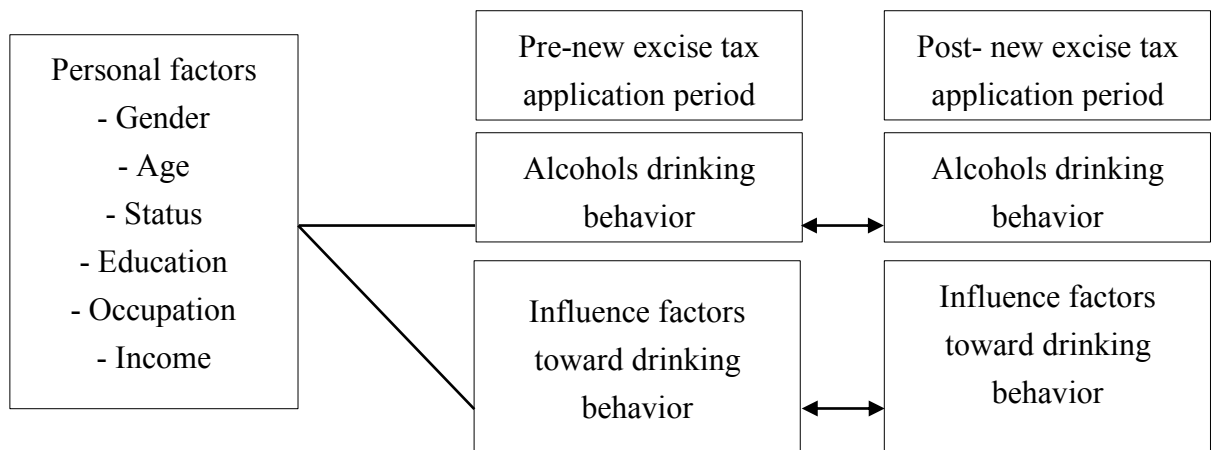 Personal factors
- Gender
- Age
- Status
- Education
- Occupation
- Income
Pre-new excise tax
application period
Post- new excise tax
application period
Alcohols drinking
behavior
Alcohols drinking
behavior
Influence factors
toward drinking
behavior
Influence factors
toward drinking
behavior